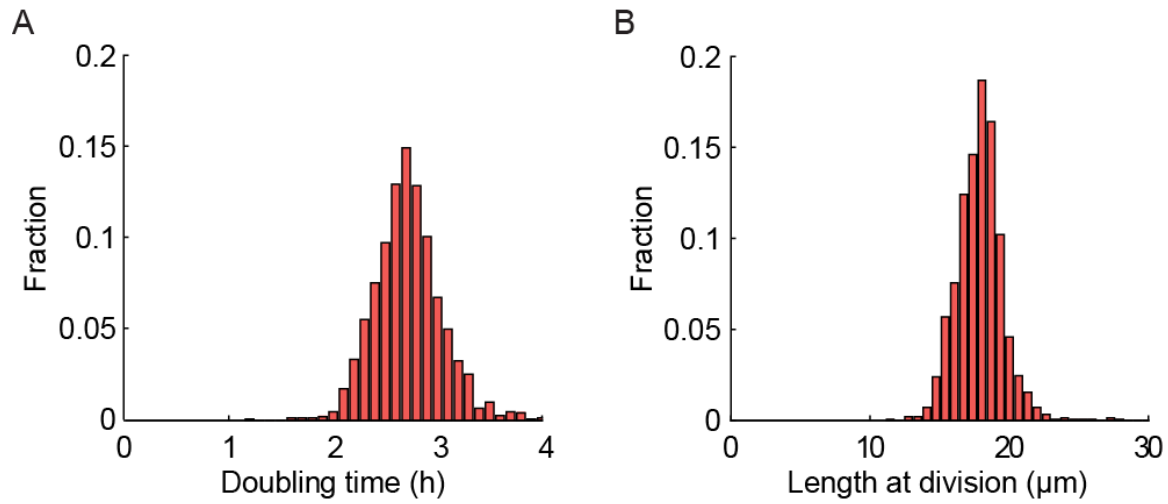 A
0.2
0.15
0.1
0.05
0
Fraction
0 1 2 3 4
Doubling time (h)
B
0.2
0.15
0.1
0.05
0
Fraction
0 10 20 30
Length at division (µm)